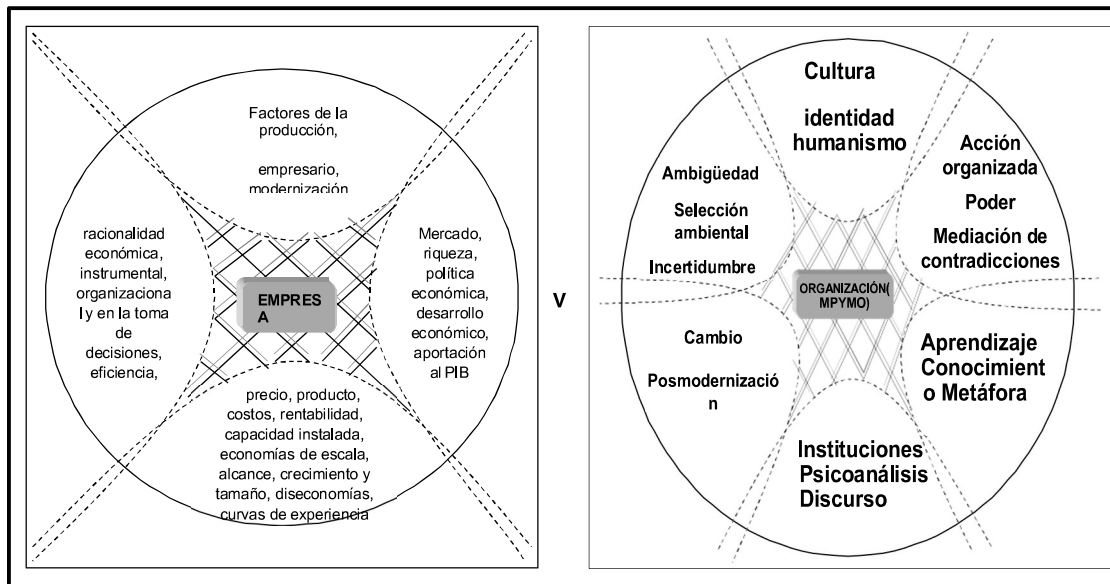 Factores de la
producción,
empresario,
modernización
racionalidad
económica,
instrumental,
organizaciona
l y en la toma
de
decisiones,
eficiencia,
EMPRES
A
Mercado,
riqueza,
política
económica,
desarrollo
económico,
aportación
al PIB
precio, producto,
costos, rentabilidad,
capacidad instalada,
economías de escala,
alcance, crecimiento y
tamaño, diseconomías,
curvas de experiencia
V
Cultura
identidad
humanismo
Ambigüedad
Selección
ambiental
Incertidumbre
Acción
organizada
Poder
Mediación de
contradicciones
ORGANIZACIÓN(
MPYMO)
Cambio
Posmodernizació
n
Aprendizaje
Conocimient
o Metáfora
Instituciones
Psicoanálisis
Discurso